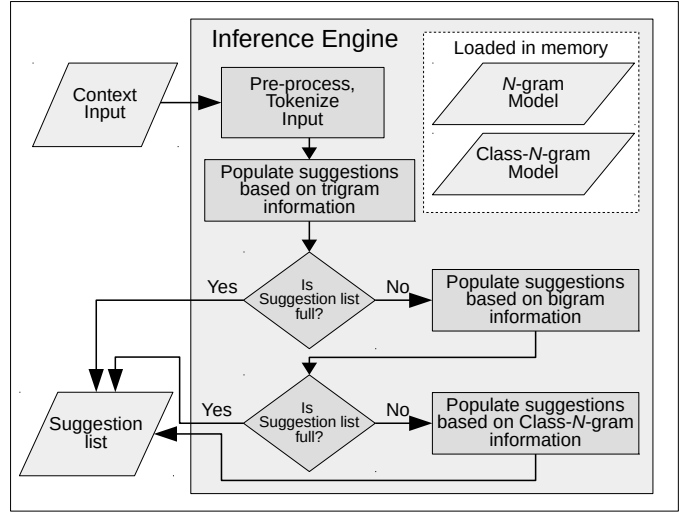 Inference Engine
Loaded in memory
N-gram
Model
Class-N-gram
Model
Context
Input
Pre-process,
Tokenize
Input
Populate suggestions
based on trigram
information
Is
Suggestion list
full?
Yes
No
Populate suggestions
based on bigram
information
Is
Suggestion list
full?
Yes
No
Populate suggestions
based on Class-N-gram
information
Suggestion
list